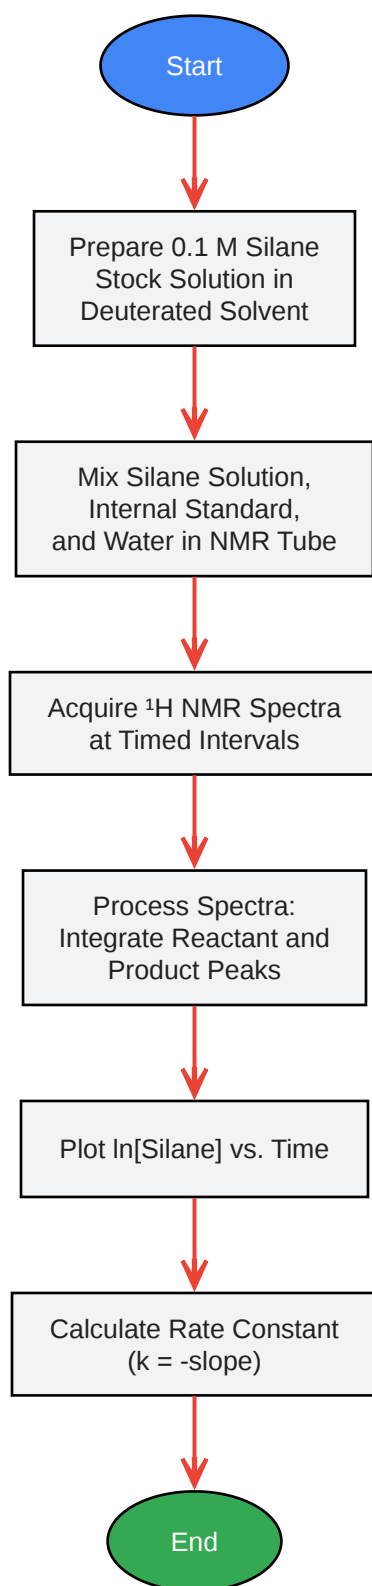 Start
Prepare 0.1 M Silane
Stock Solution in
Deuterated Solvent
Mix Silane Solution,
Internal Standard,
and Water in NMR Tube
Acquire ¹H NMR Spectra
at Timed Intervals
Process Spectra:
Integrate Reactant and
Product Peaks
Plot ln[Silane] vs. Time
Calculate Rate Constant
(k = -slope)
End